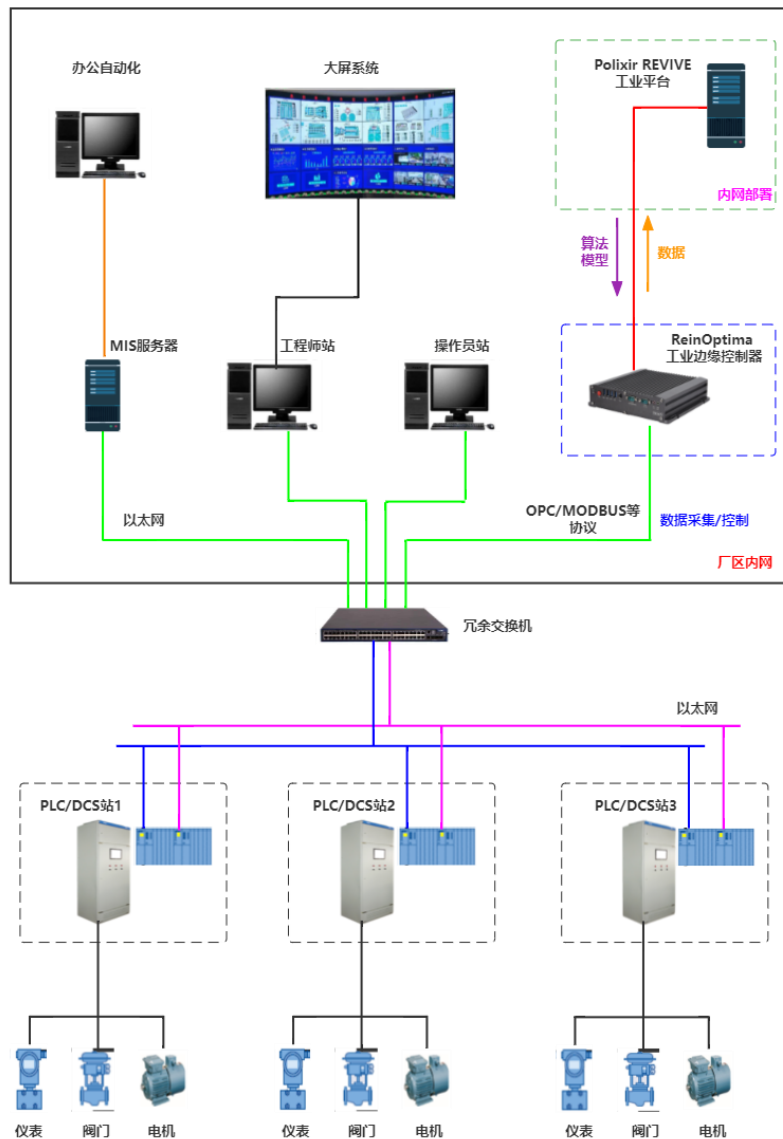 办公自动化
大屏系统
Polixir REVIVE
工业平台
内网部署
算法
模型
数据
MIS服务器
工程师站
操作员站
ReinOptima
工业边缘控制器
以太网
OPC/MODBUS等
协议
数据采集/控制
厂区内网
冗余交换机
以太网
PLC/DCS站1
PLC/DCS站2
PLC/DCS站3
仪表
阀门
电机
仪表
阀门
电机
仪表
阀门
电机